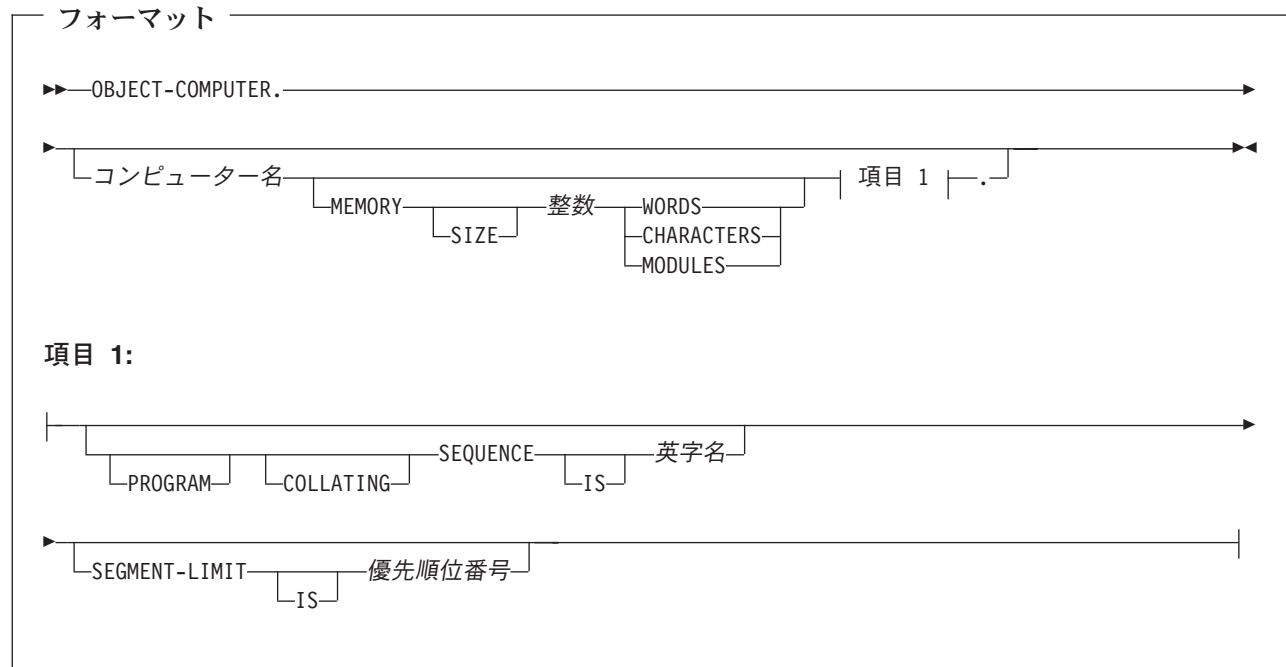 フォーマット
OBJECT-COMPUTER.
コンピューター名 項目 1 .
MEMORY 整数 WORDS
SIZE CHARACTERS
MODULES
項目 1:
SEQUENCE 英字名
PROGRAM COLLATING IS
SEGMENT-LIMIT 優先順位番号
IS